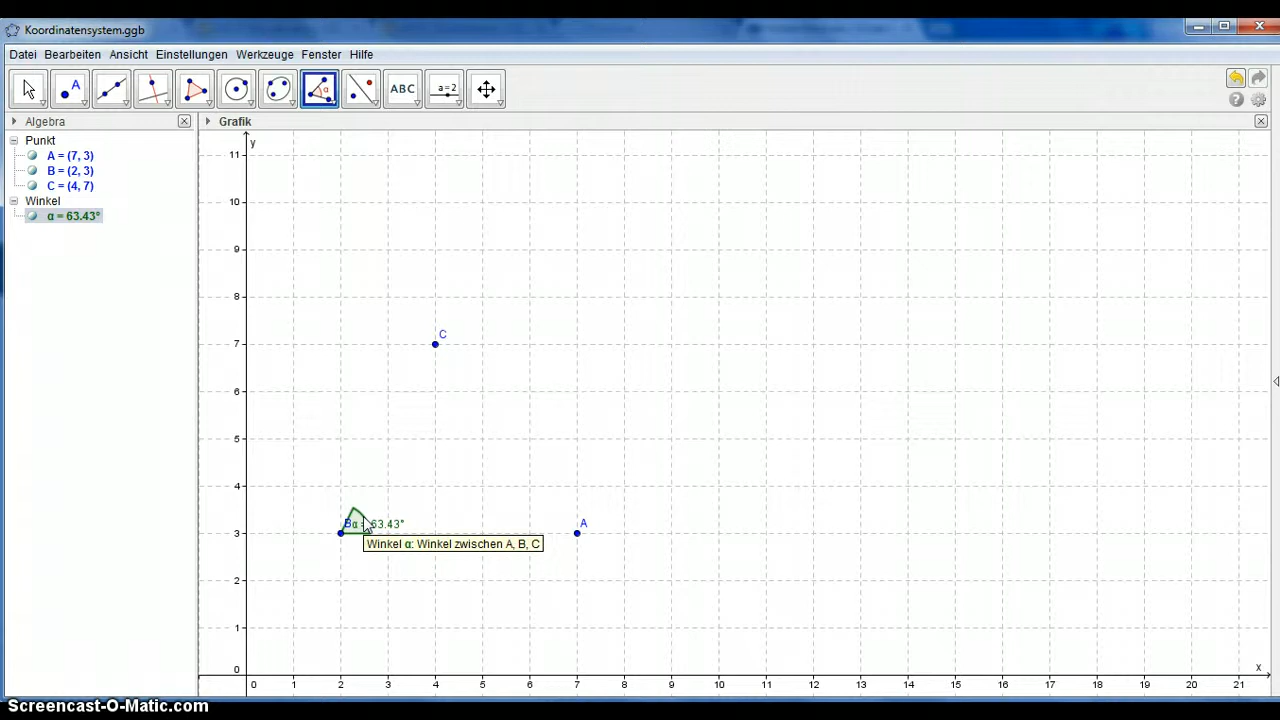 Koordinatensystem.ggb
Datei Bearbeiten Ansicht Einstellungen Werkzeuge Fenster Hilfe
A α ABC a=2
Algebra
Grafik
Punkt
A = (7, 3)
B = (2, 3)
C = (4, 7)
Winkel
α = 63.43°
y
11
10
9
8
7
6
5
4
3
2
1
0
C
B
α = 63.43°
A
Winkel α: Winkel zwischen A, B, C
x
0 1 2 3 4 5 6 7 8 9 10 11 12 13 14 15 16 17 18 19 20 21
Screencast-O-Matic.com